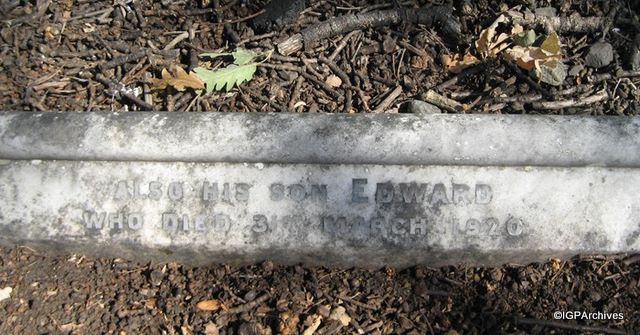 ALSO HIS SON EDWARD
WHO DIED 31ST MARCH 1920
©IGPArchives